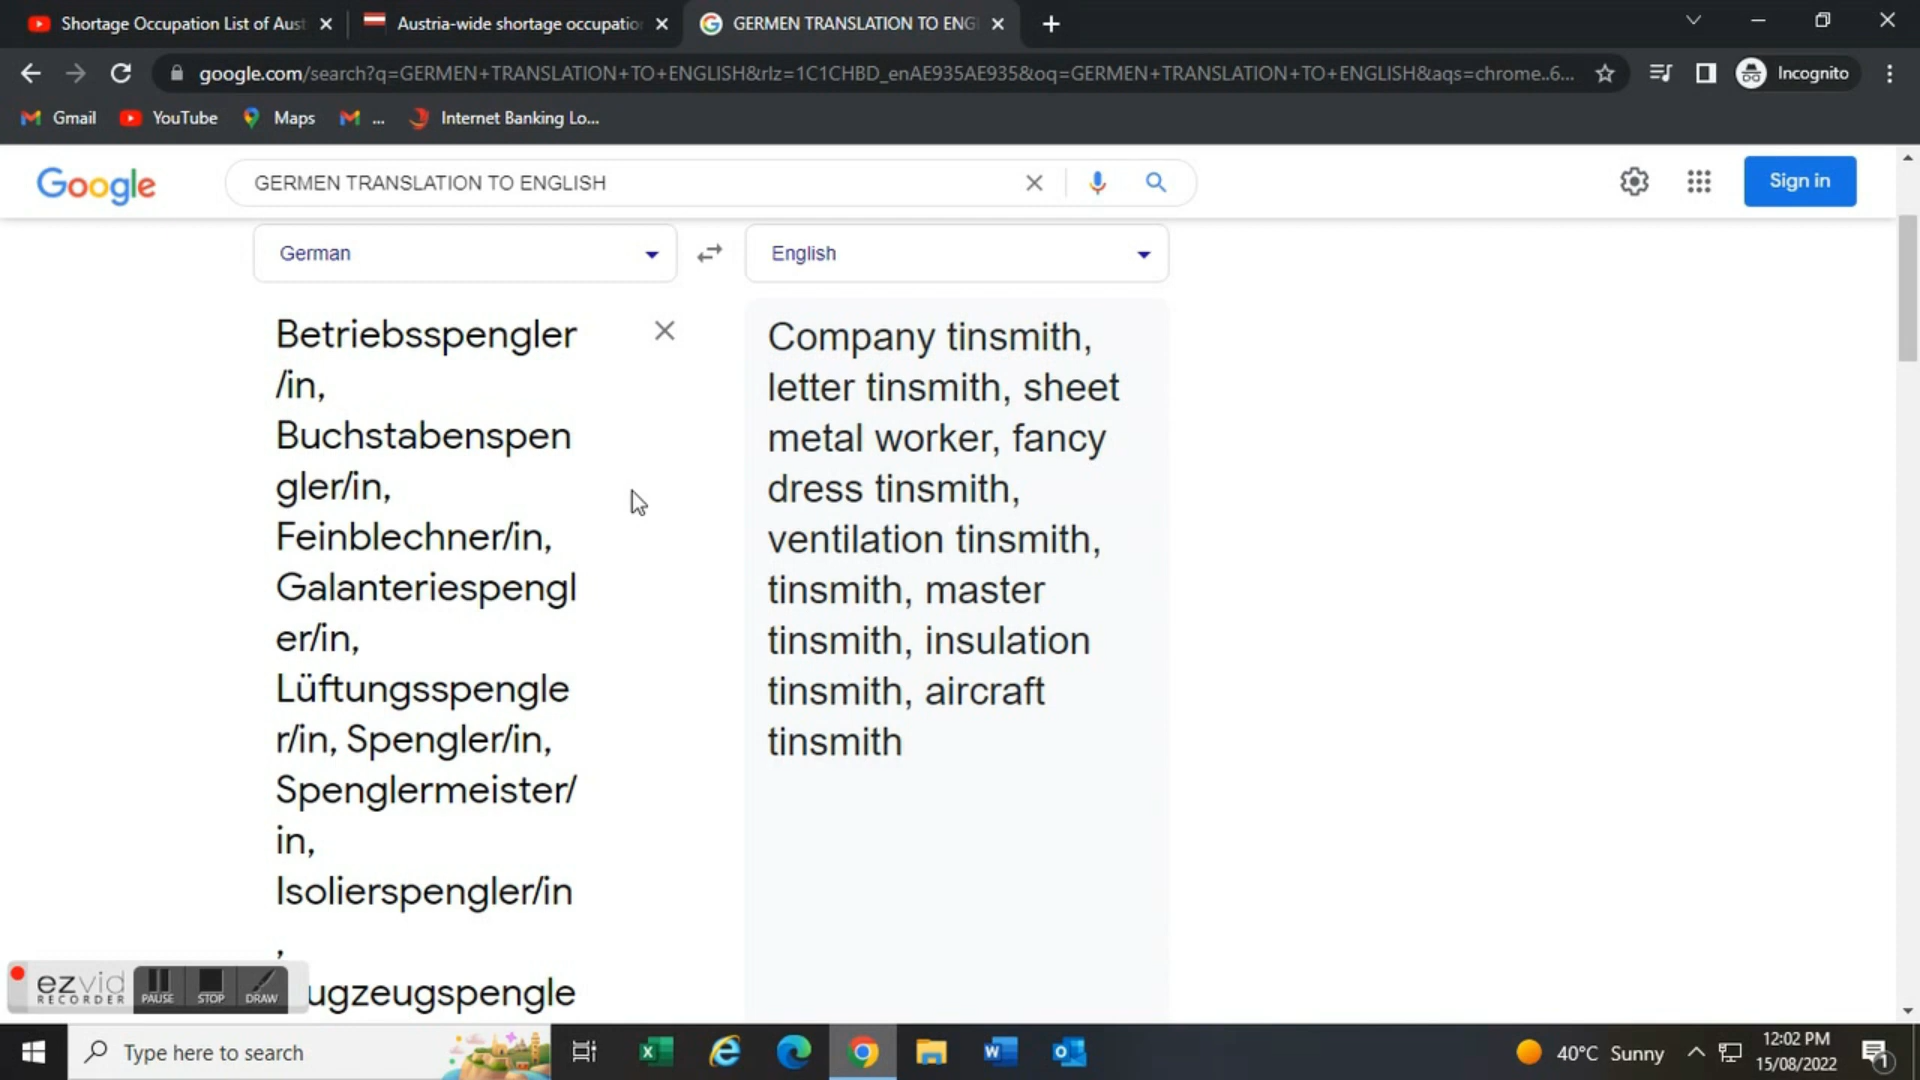 Shortage Occupation List of Aust
Austria-wide shortage occupation
GERMEN TRANSLATION TO ENG
google.com/search?q=GERMEN+TRANSLATION+TO+ENGLISH&rlz=1C1CHBD_enAE935AE935&oq=GERMEN+TRANSLATION+TO+ENGLISH&aqs=chrome..6...
Incognito
Gmail
YouTube
Maps
...
Internet Banking Lo...
Google
GERMEN TRANSLATION TO ENGLISH
Sign in
German
English
Betriebsspengler
/in,
Buchstabenspen
gler/in,
Feinblechner/in,
Galanteriespengl
er/in,
Lüftungsspengle
r/in, Spengler/in,
Spenglermeister/
in,
Isolierspengler/in
,
ugzeugspengle
Company tinsmith,
letter tinsmith, sheet
metal worker, fancy
dress tinsmith,
ventilation tinsmith,
tinsmith, master
tinsmith, insulation
tinsmith, aircraft
tinsmith
ezvid
RECORDER
PAUSE
STOP
DRAW
Type here to search
40°C Sunny
12:02 PM
15/08/2022
1